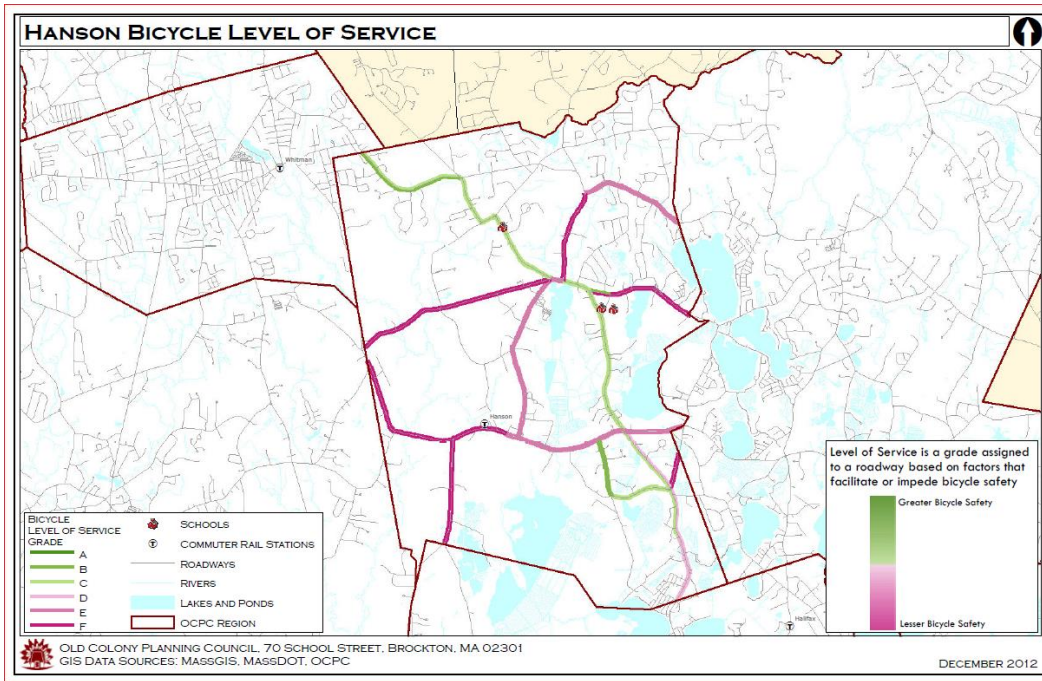 HANSON BICYCLE LEVEL OF SERVICE
Whitman
Hanson
Halifax
Level of Service is a grade assigned
to a roadway based on factors that
facilitate or impede bicycle safety
Greater Bicycle Safety
Lesser Bicycle Safety
BICYCLE
LEVEL OF SERVICE
GRADE
A
B
C
D
E
F
SCHOOLS
T COMMUTER RAIL STATIONS
ROADWAYS
RIVERS
LAKES AND PONDS
OCPC REGION
OLD COLONY PLANNING COUNCIL, 70 SCHOOL STREET, BROCKTON, MA 02301
GIS DATA SOURCES: MASSGIS, MASSDOT, OCPC
DECEMBER 2012